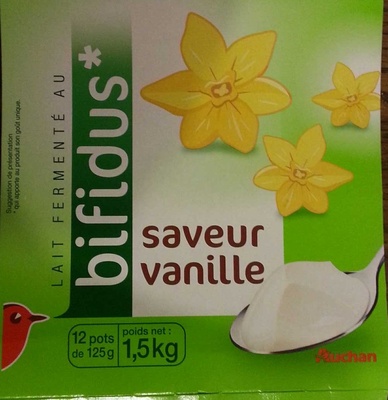 LAIT FERMENTÉ AU
bifidus*
saveur
vanille
12 pots
de 125g
poids net :
1,5kg
Auchan
Suggestion de présentation
* qui apporte au produit son goût unique.